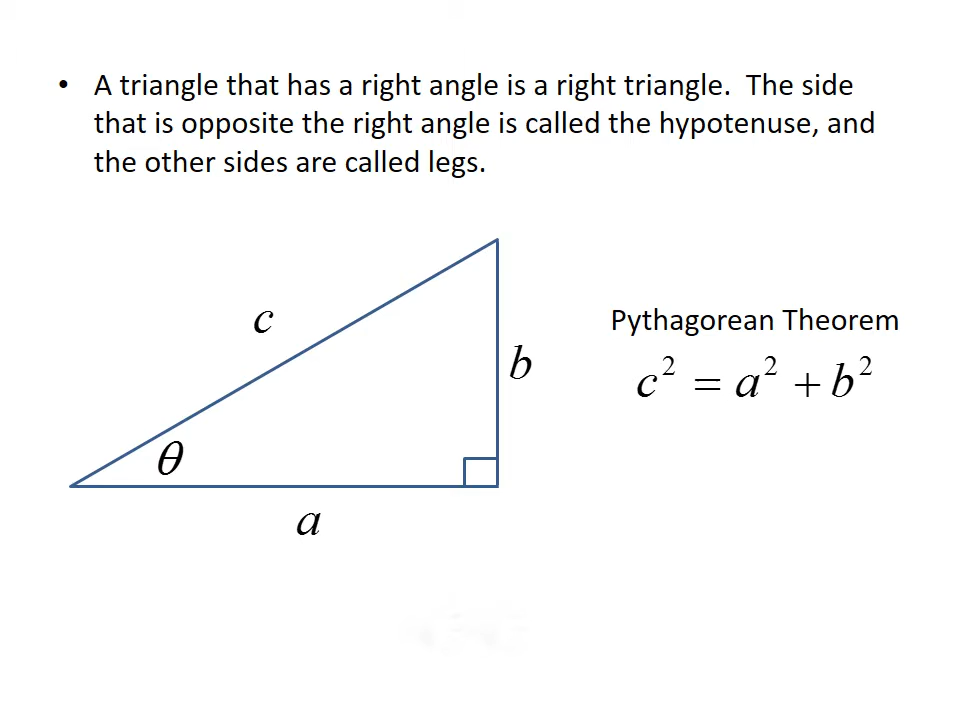 • A triangle that has a right angle is a right triangle.  The side
that is opposite the right angle is called the hypotenuse, and
the other sides are called legs.
c
Pythagorean Theorem
b
c² = a² + b²
θ
a